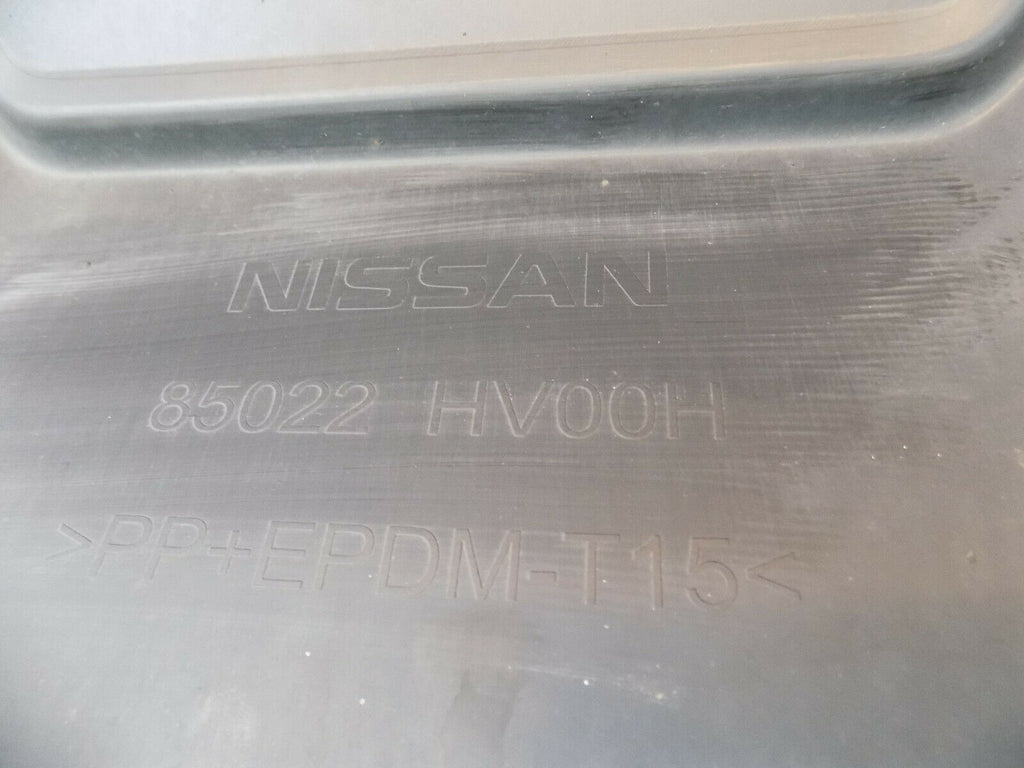 NISSAN
85022 HV00H
>PP+EPDM-T15<